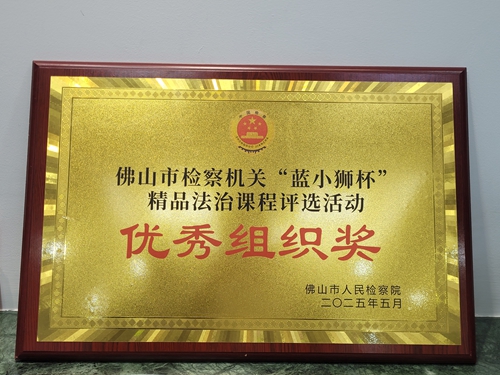 佛山市检察机关“蓝小狮杯”
精品法治课程评选活动
优秀组织奖
佛山市人民检察院
二〇二五年五月